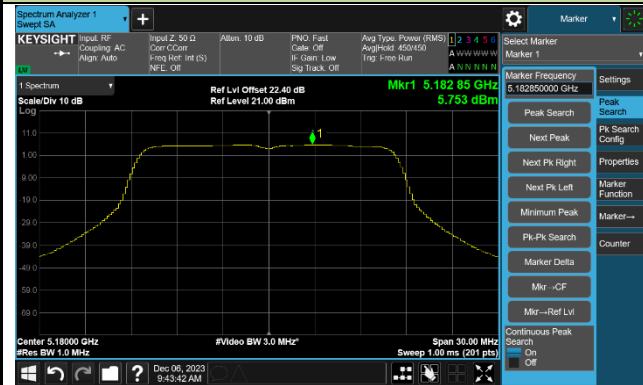 Spectrum Analyzer 1
Swept SA
+
Marker
KEYSIGHT
Input: RF
Coupling: AC
Align: Auto
Input Z: 50 Ω
Corr CCorr
Freq Ref: Int (S)
NFE: Off
Atten: 10 dB
PNO: Fast
Gate: Off
IF Gain: Low
Sig Track: Off
Avg Type: Power (RMS)
Avg|Hold: 450/450
Trig: Free Run
1 2 3 4 5 6
A W W W W W
A N N N N N
LXI
Select Marker
Marker 1
1 Spectrum
Scale/Div 10 dB
Log
Ref Lvl Offset 22.40 dB
Ref Level 21.00 dBm
Mkr1 5.182 85 GHz
5.753 dBm
1
11.0
1.00
-9.00
-19.0
-29.0
-39.0
-49.0
-59.0
-69.0
Center 5.18000 GHz
#Res BW 1.0 MHz
#Video BW 3.0 MHz*
Span 30.00 MHz
Sweep 1.00 ms (201 pts)
Marker Frequency
5.182850000 GHz
Peak Search
Next Peak
Next Pk Right
Next Pk Left
Minimum Peak
Pk-Pk Search
Marker Delta
Mkr→CF
Mkr→Ref Lvl
Continuous Peak
Search
On
Off
Settings
Peak
Search
Pk Search
Config
Properties
Marker
Function
Marker→
Counter
?
Dec 06, 2023
9:43:42 AM